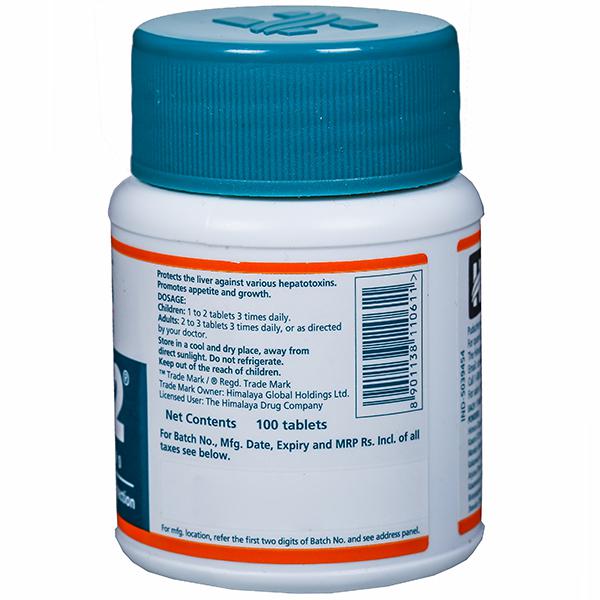 Protects the liver against various hepatotoxins.
Promotes appetite and growth.
DOSAGE:
Children: 1 to 2 tablets 3 times daily.
Adults: 2 to 3 tablets 3 times daily, or as directed
by your doctor.
Store in a cool and dry place, away from
direct sunlight. Do not refrigerate.
Keep out of the reach of children.
™ Trade Mark / ® Regd. Trade Mark
Trade Mark Owner: Himalaya Global Holdings Ltd.
Licensed User: The Himalaya Drug Company
Net Contents 100 tablets
For Batch No., Mfg. Date, Expiry and MRP Rs. Incl. of all
taxes see below.
For mfg. location, refer the first two digits of Batch No. and see address panel.
8 901138 110611 >
2®
IND-5039454